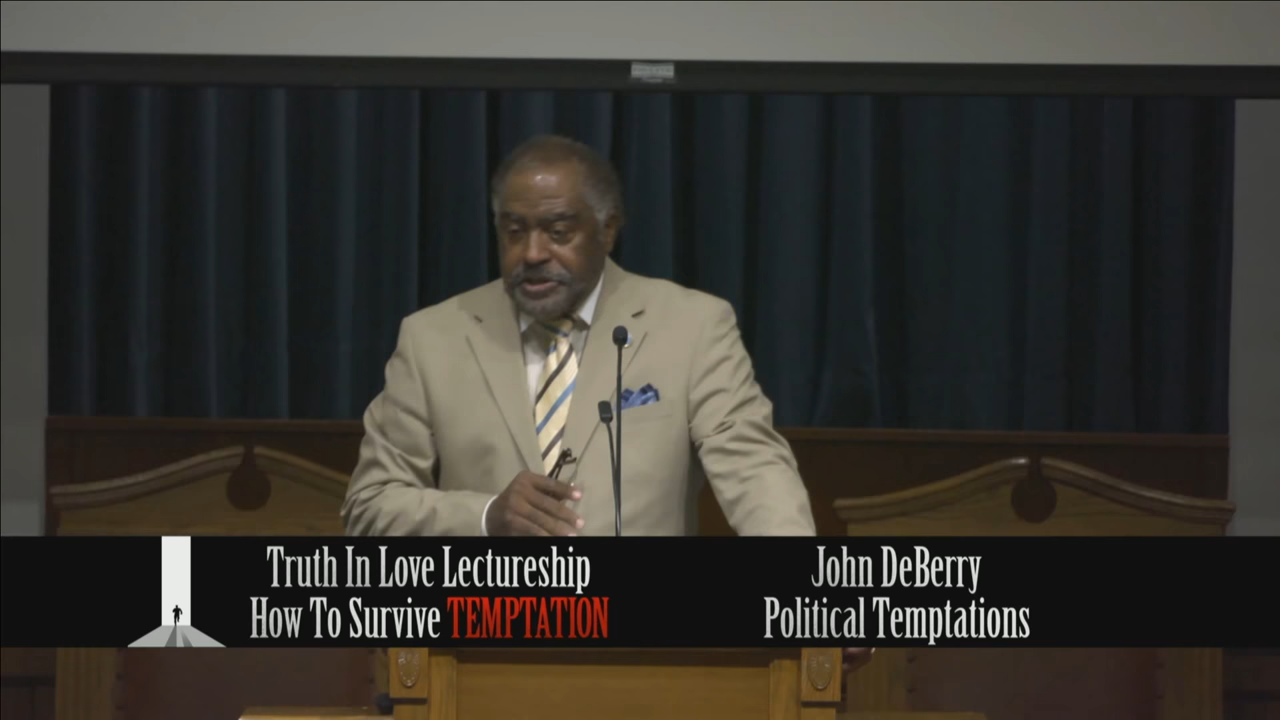 Truth In Love Lectureship
How To Survive TEMPTATION
John DeBerry
Political Temptations